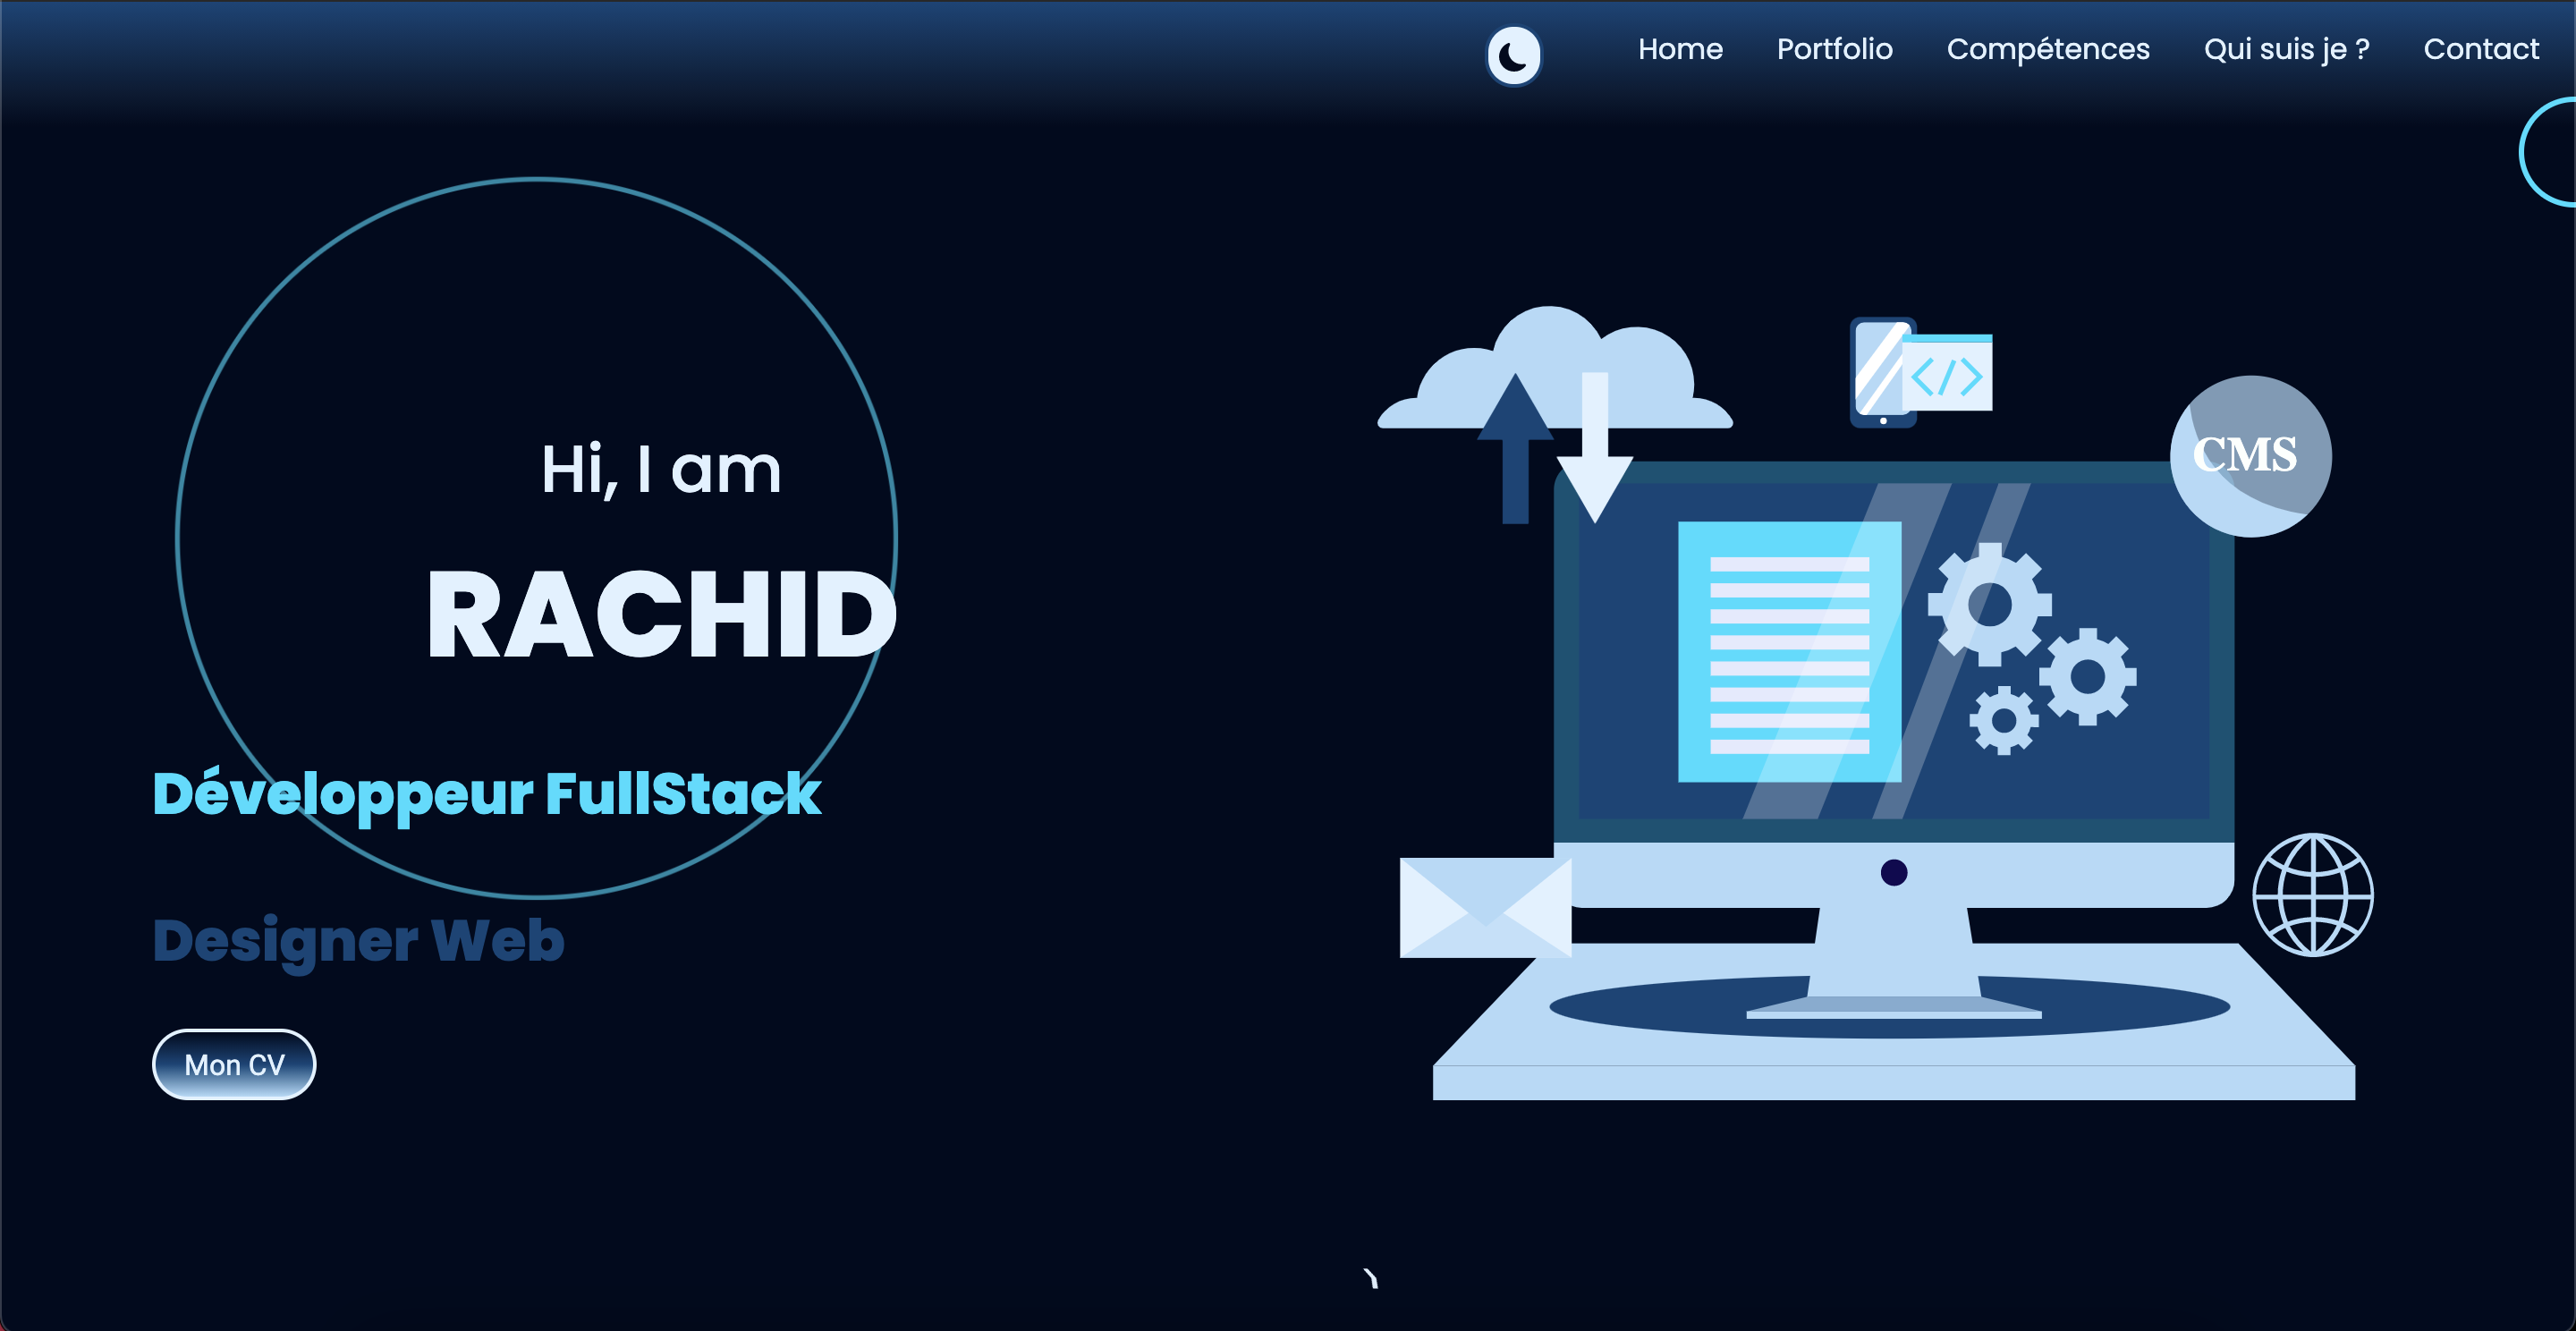 Home Portfolio Compétences Qui suis je ? Contact
Hi, I am
RACHID
Développeur FullStack
Designer Web
Mon CV
</>
CMS